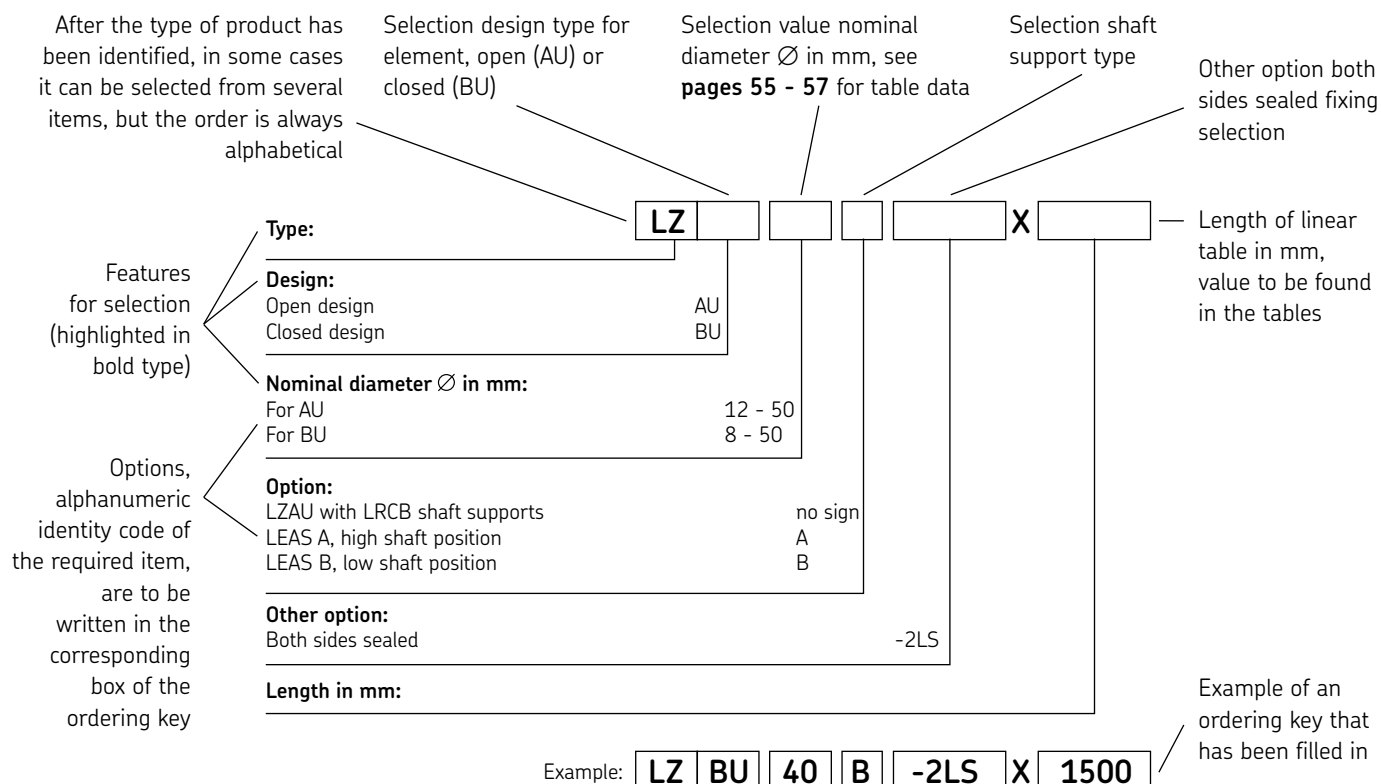 After the type of product has
been identified, in some cases
it can be selected from several
items, but the order is always
alphabetical
Selection design type for
element, open (AU) or
closed (BU)
Selection value nominal
diameter ∅ in mm, see
pages 55 - 57 for table data
Selection shaft
support type
Other option both
sides sealed fixing
selection
LZ X
Length of linear
table in mm,
value to be found
in the tables
Features
for selection
(highlighted in
bold type)
Type:
Design:
Open design AU
Closed design BU
Nominal diameter ∅ in mm:
For AU 12 - 50
For BU 8 - 50
Options,
alphanumeric
identity code of
the required item,
are to be
written in the
corresponding
box of the
ordering key
Option:
LZAU with LRCB shaft supports no sign
LEAS A, high shaft position A
LEAS B, low shaft position B
Other option:
Both sides sealed -2LS
Length in mm:
Example of an
ordering key that
has been filled in
Example: LZ BU 40 B -2LS X 1500